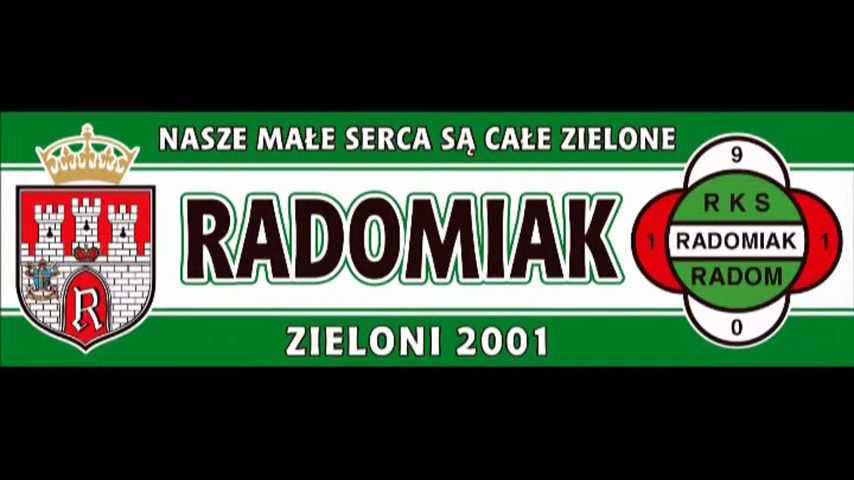 NASZE MAŁE SERCA SĄ CAŁE ZIELONE
RADOMIAK
ZIELONI 2001
R
9
RKS
1 RADOMIAK 1
RADOM
0